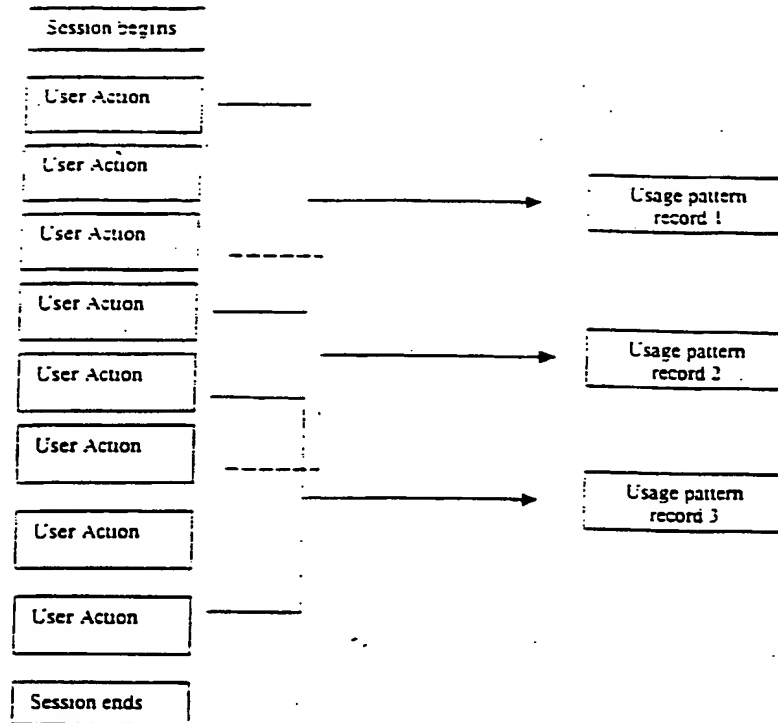 Session begins
User Action
User Action
User Action
User Action
User Action
User Action
User Action
User Action
Session ends
Usage pattern
record 1
Usage pattern
record 2
Usage pattern
record 3